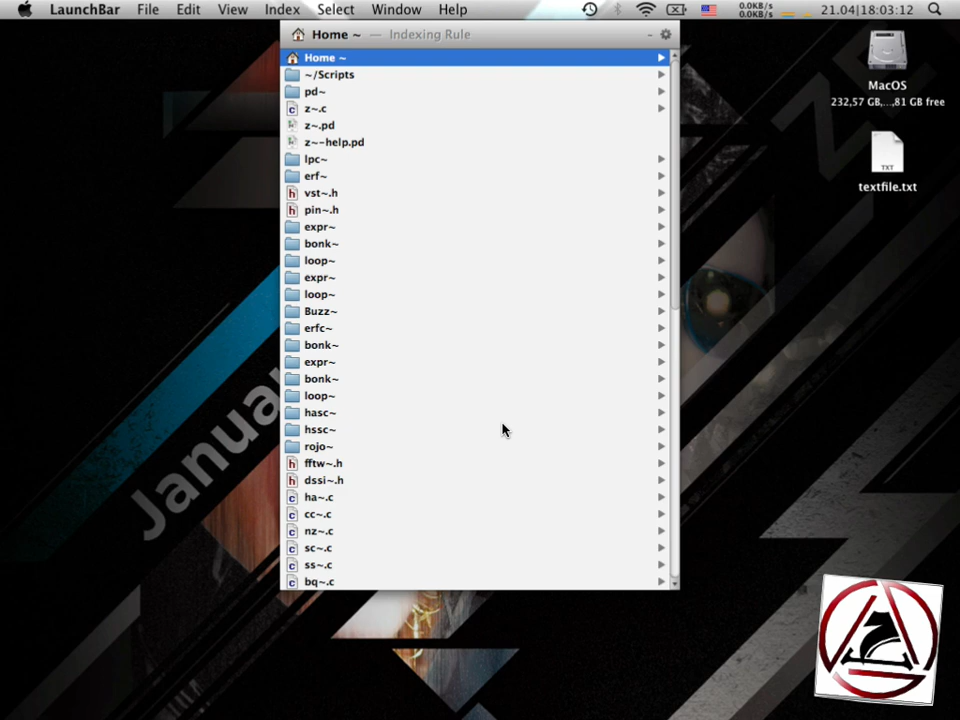 LaunchBar File Edit View Index Select Window Help 0.0KB/s 0.0KB/s 21.04|18:03:12
Home ~ — Indexing Rule
Home ~
~/Scripts
pd~
z~.c
z~.pd
z~-help.pd
lpc~
erf~
vst~.h
pin~.h
expr~
bonk~
loop~
expr~
loop~
Buzz~
erfc~
bonk~
expr~
bonk~
loop~
hasc~
hssc~
rojo~
fftw~.h
dssi~.h
ha~.c
cc~.c
nz~.c
sc~.c
ss~.c
bq~.c
MacOS
232,57 GB,...,81 GB free
TXT
textfile.txt